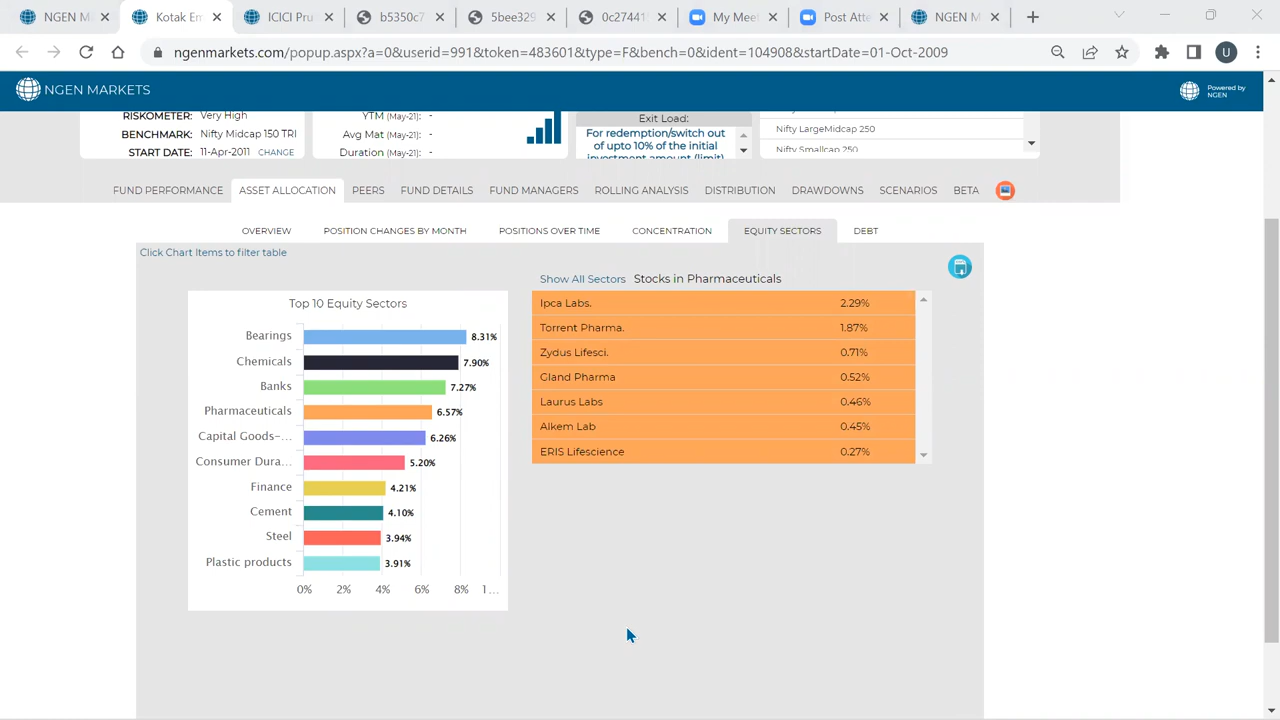 NGEN M
Kotak Em
ICICI Pru
b5350c7
5bee329
0c2744
My Mee
Post Atte
NGEN M
ngenmarkets.com/popup.aspx?a=0&userid=991&token=483601&type=F&bench=0&ident=104908&startDate=01-Oct-2009
U
NGEN MARKETS
Powered by
NGEN
RISKOMETER: Very High
BENCHMARK: Nifty Midcap 150 TRI
START DATE: 11-Apr-2011 CHANGE
YTM (May-21): -
Avg Mat (May-21): -
Duration (May-21): -
Exit Load:
For redemption/switch out
of upto 10% of the initial
investment amount (limit)
Nifty LargeMidcap 250
Nifty Smallcap 250
FUND PERFORMANCE ASSET ALLOCATION PEERS FUND DETAILS FUND MANAGERS ROLLING ANALYSIS DISTRIBUTION DRAWDOWNS SCENARIOS BETA
OVERVIEW POSITION CHANGES BY MONTH POSITIONS OVER TIME CONCENTRATION EQUITY SECTORS DEBT
Click Chart Items to filter table
Top 10 Equity Sectors
Bearings 8.31%
Chemicals 7.90%
Banks 7.27%
Pharmaceuticals 6.57%
Capital Goods-... 6.26%
Consumer Dura... 5.20%
Finance 4.21%
Cement 4.10%
Steel 3.94%
Plastic products 3.91%
0% 2% 4% 6% 8% 1...
Show All Sectors Stocks in Pharmaceuticals
Ipca Labs. 2.29%
Torrent Pharma. 1.87%
Zydus Lifesci. 0.71%
Gland Pharma 0.52%
Laurus Labs 0.46%
Alkem Lab 0.45%
ERIS Lifescience 0.27%